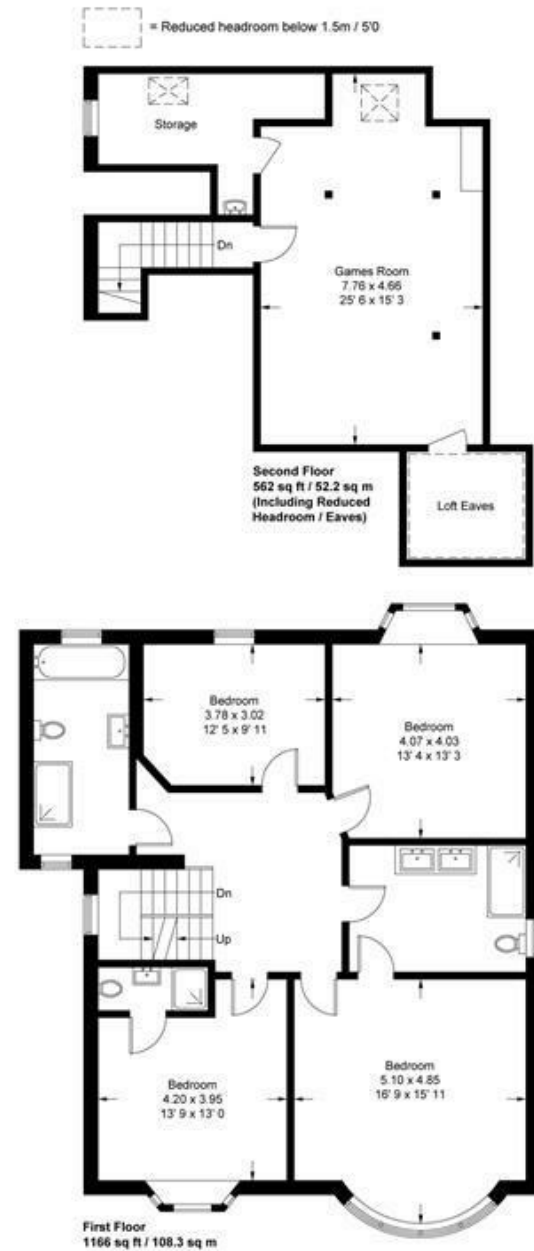 = Reduced headroom below 1.5m / 5'0
Storage
Dn
Games Room
7.76 x 4.66
25' 6 x 15' 3
Second Floor
562 sq ft / 52.2 sq m
(Including Reduced
Headroom / Eaves)
Loft Eaves
Bedroom
3.78 x 3.02
12' 5 x 9' 11
Bedroom
4.07 x 4.03
13' 4 x 13' 3
Dn
Up
Bedroom
4.20 x 3.95
13' 9 x 13' 0
Bedroom
5.10 x 4.85
16' 9 x 15' 11
First Floor
1166 sq ft / 108.3 sq m